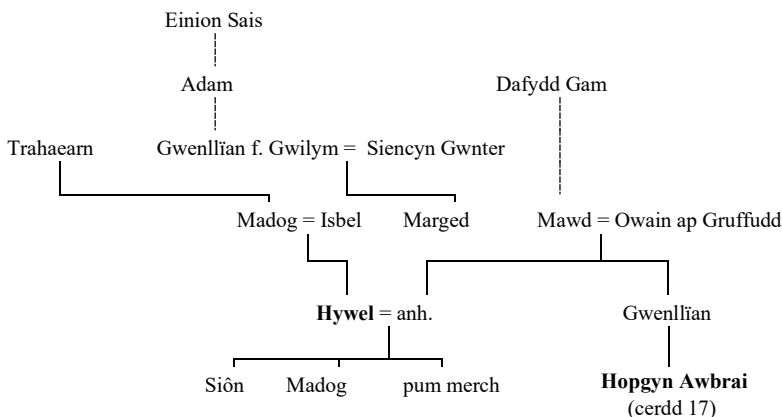 Einion Sais
Adam Dafydd Gam
Trahaearn Gwenllïan f. Gwilym = Siencyn Gwnter
Madog = Isbel Marged Mawd = Owain ap Gruffudd
Hywel = anh. Gwenllïan
Siôn Madog pum merch Hopgyn Awbrai
(cerdd 17)